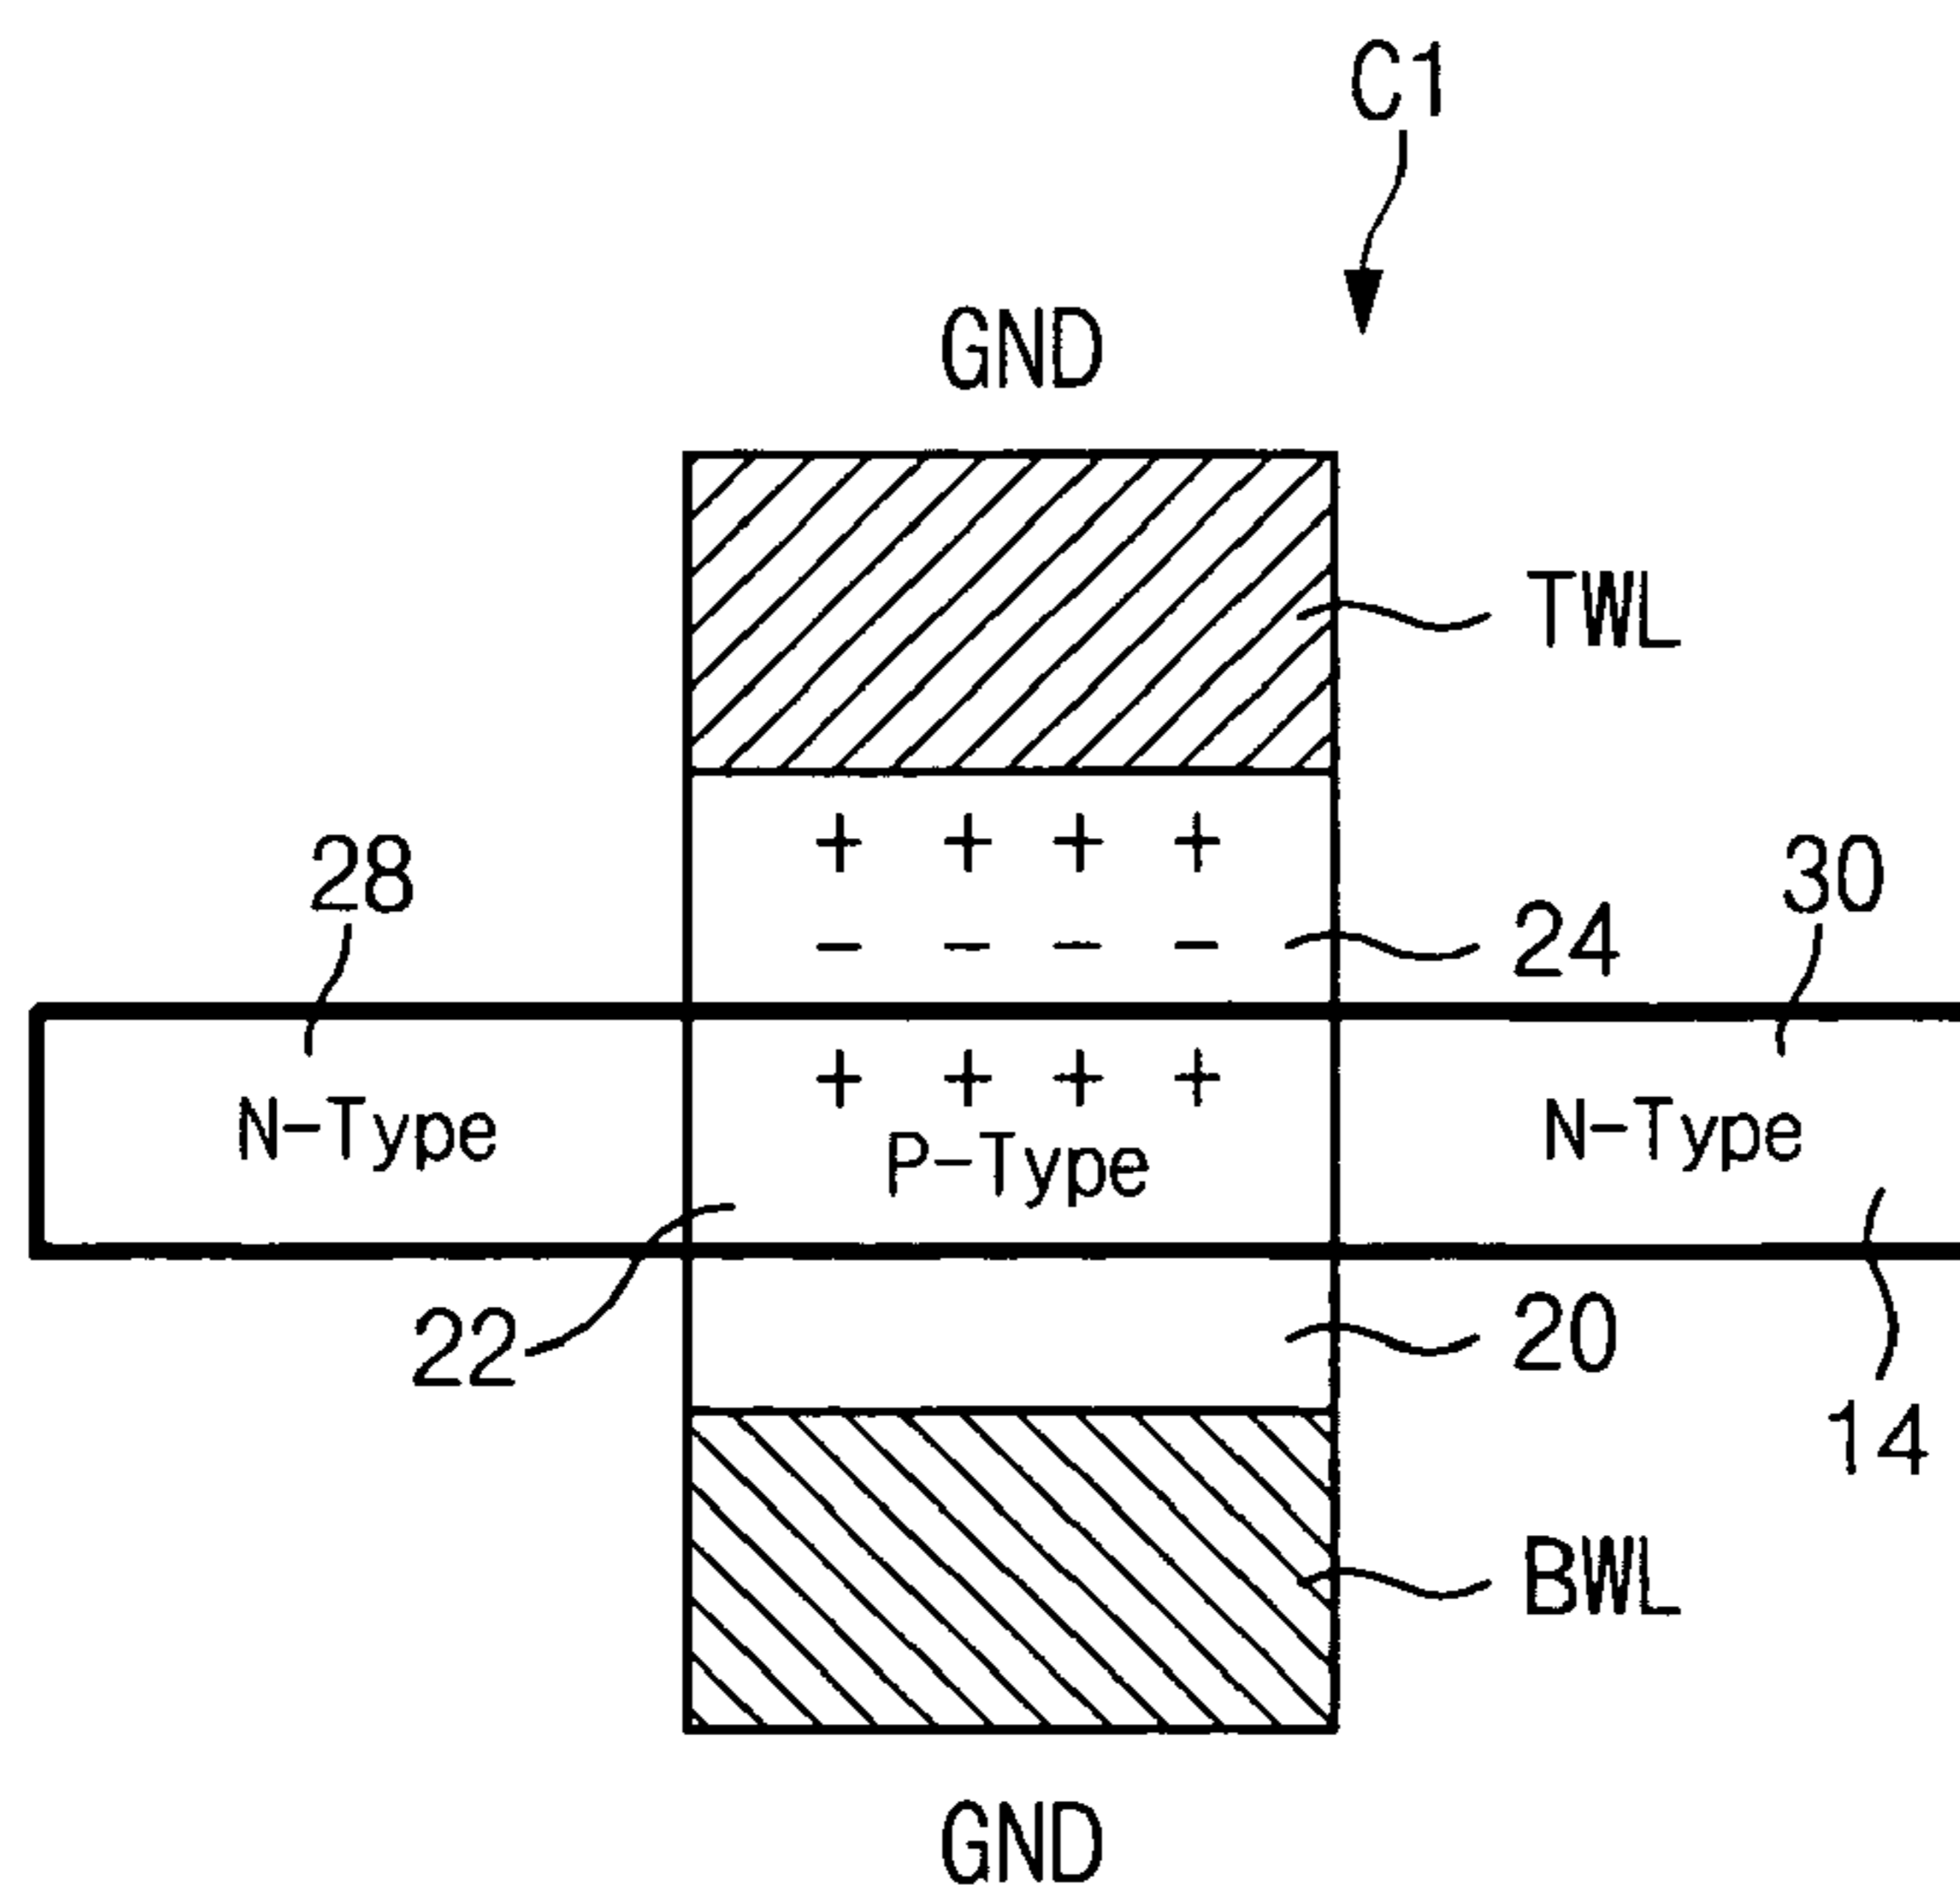 C1
GND
TWL
+ + + +
28
30
- - - -
24
+ + + +
N-Type
P-Type
N-Type
22
20
14
BWL
GND